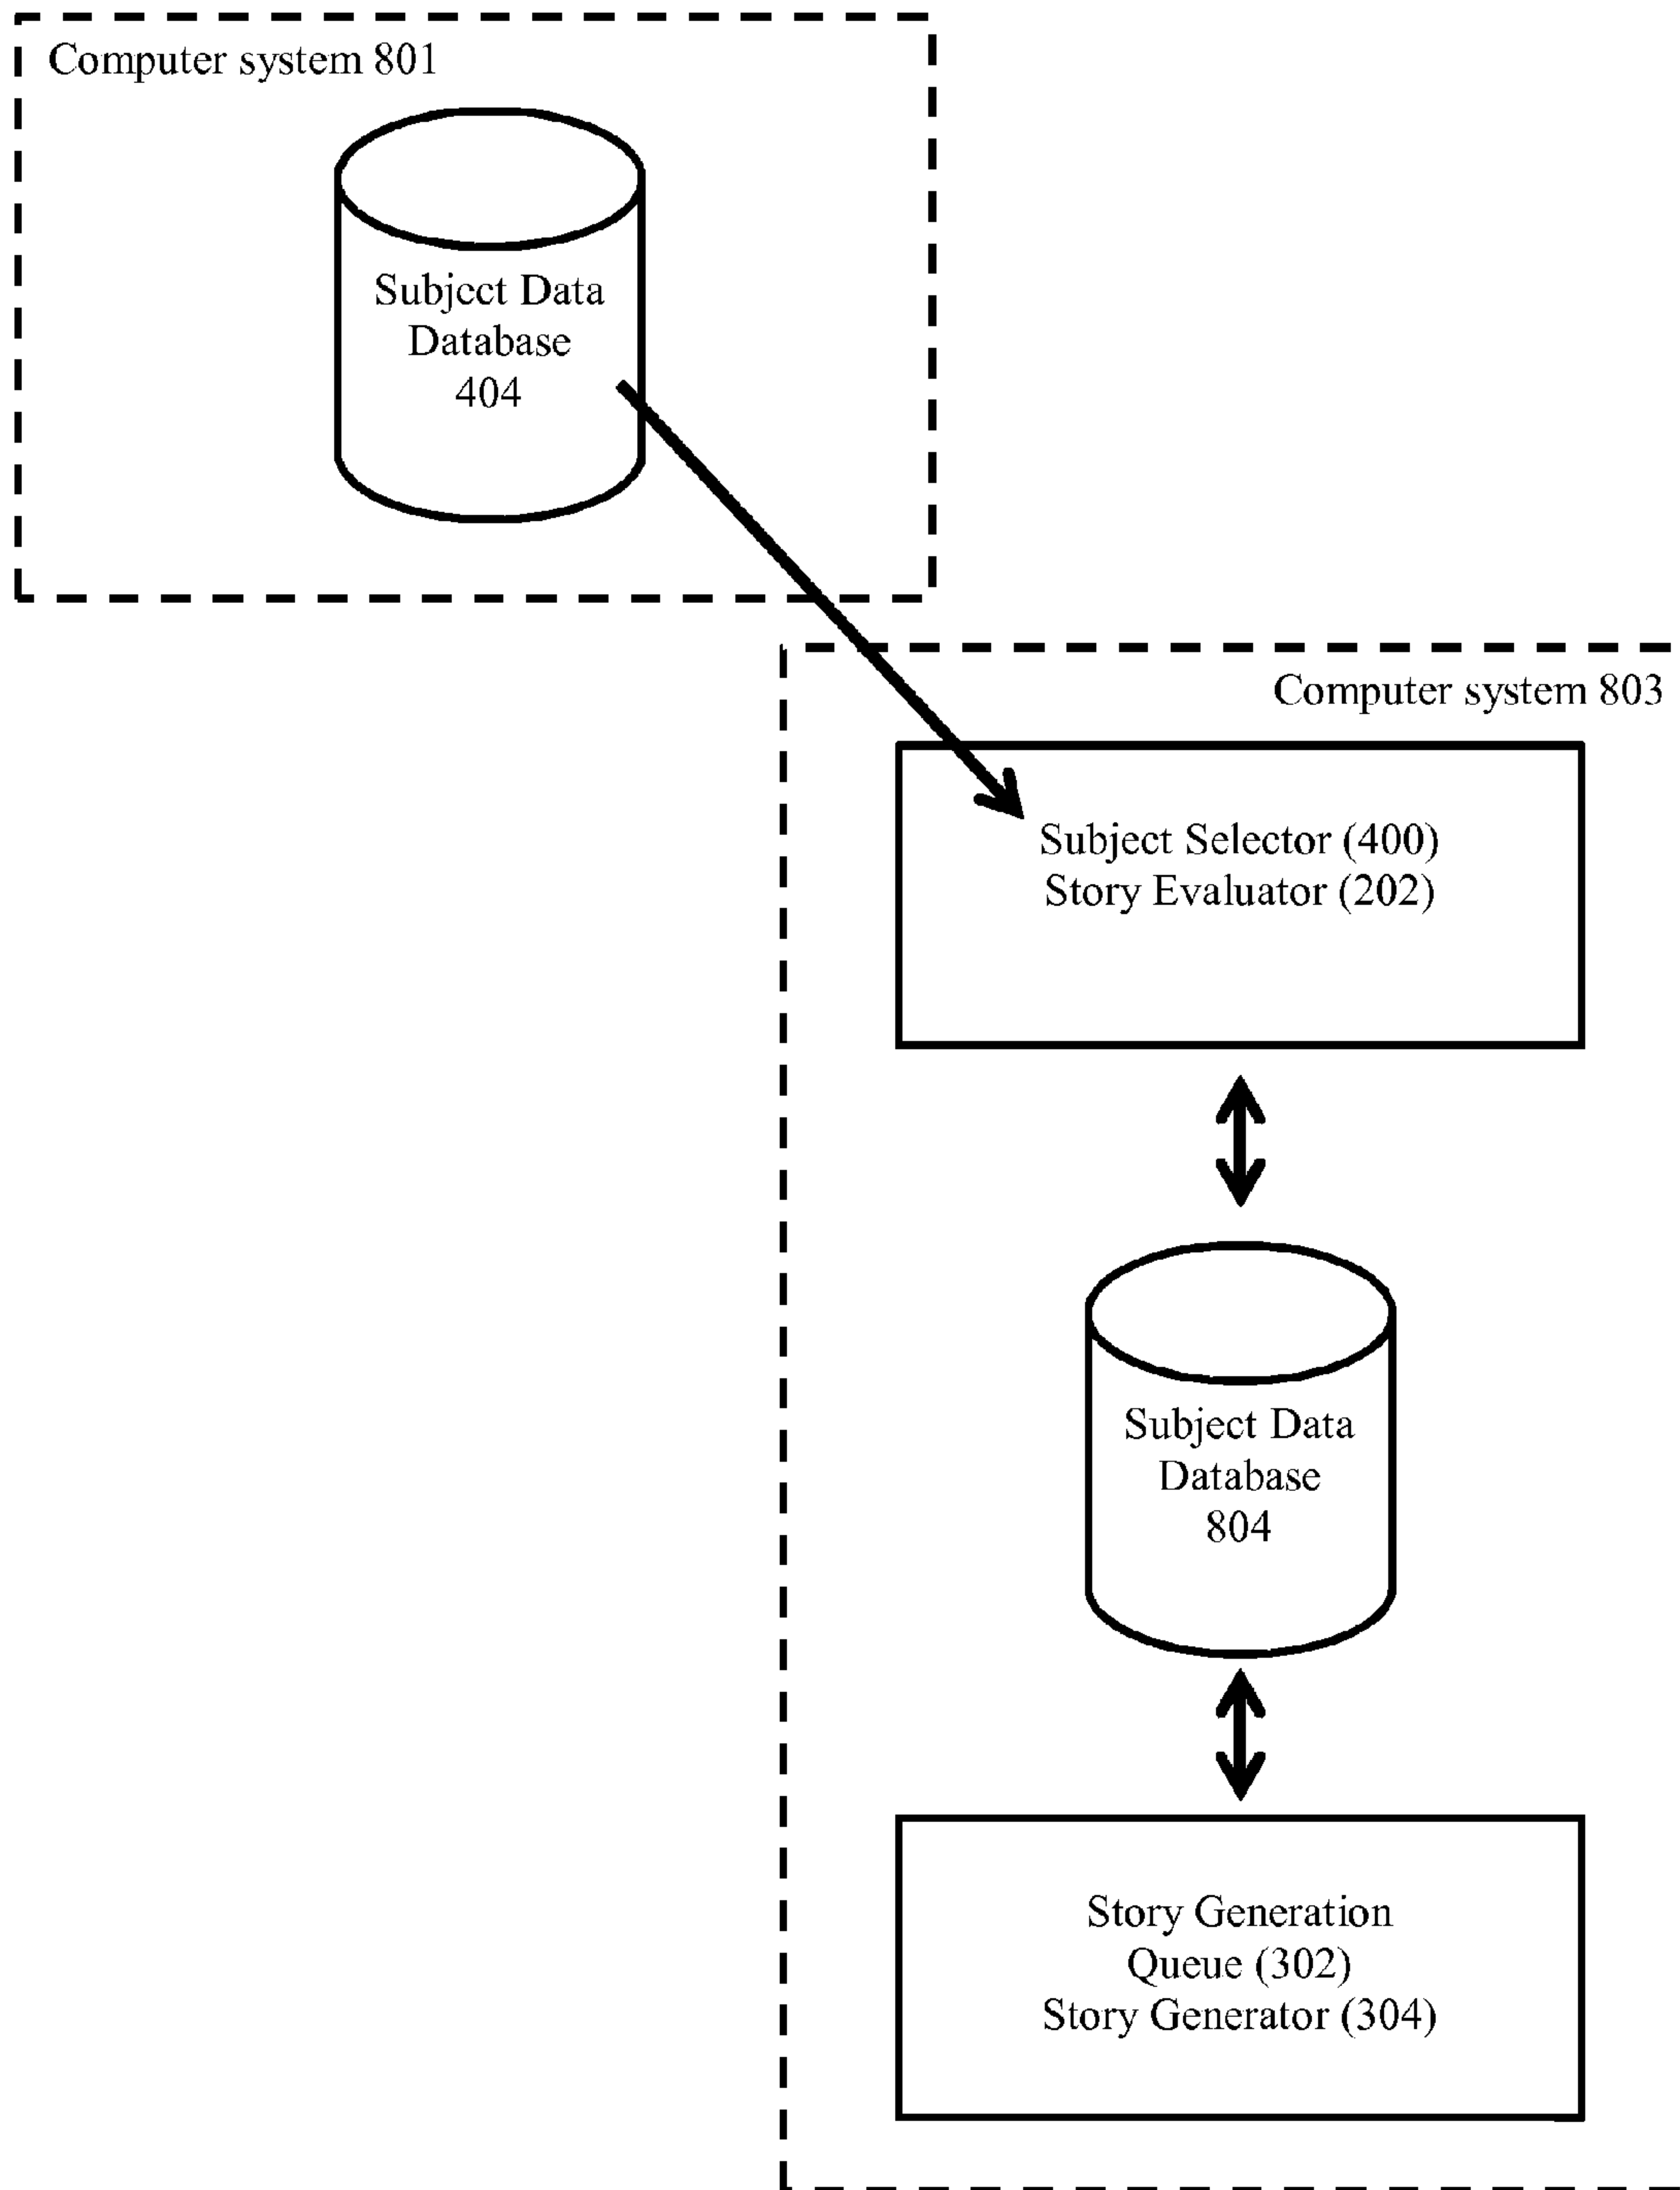 Computer system 801
Subject Data
Database
404
Computer system 803
Subject Selector (400)
Story Evaluator (202)
Subject Data
Database
804
Story Generation
Queue (302)
Story Generator (304)